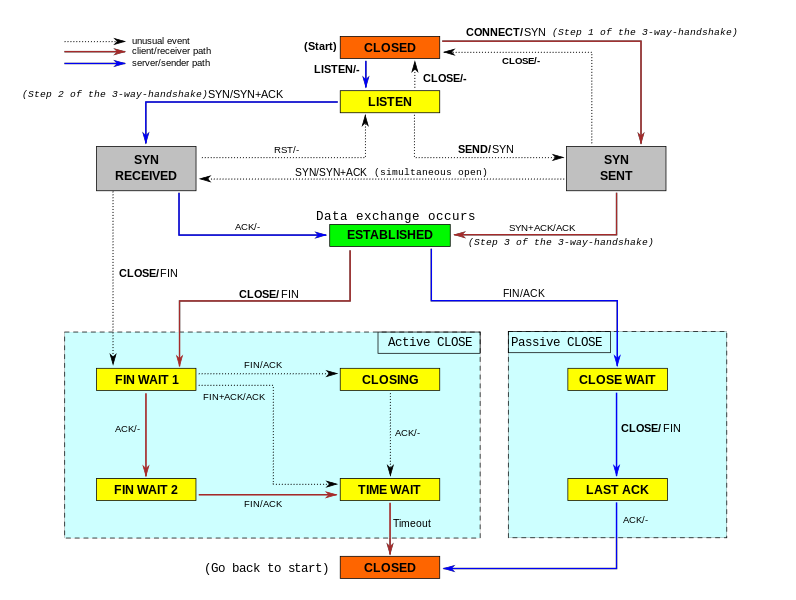 unusual event
client/receiver path
server/sender path
(Start)
CLOSED
CONNECT/SYN (Step 1 of the 3-way-handshake)
CLOSE/-
LISTEN/-
CLOSE/-
(Step 2 of the 3-way-handshake)SYN/SYN+ACK
LISTEN
RST/-
SEND/SYN
SYN
RECEIVED
SYN
SENT
SYN/SYN+ACK (simultaneous open)
Data exchange occurs
ACK/-
ESTABLISHED
SYN+ACK/ACK
(Step 3 of the 3-way-handshake)
CLOSE/FIN
CLOSE/FIN
FIN/ACK
Active CLOSE
Passive CLOSE
FIN WAIT 1
FIN/ACK
CLOSING
CLOSE WAIT
FIN+ACK/ACK
ACK/-
ACK/-
CLOSE/FIN
FIN WAIT 2
FIN/ACK
TIME WAIT
LAST ACK
Timeout
ACK/-
(Go back to start)
CLOSED